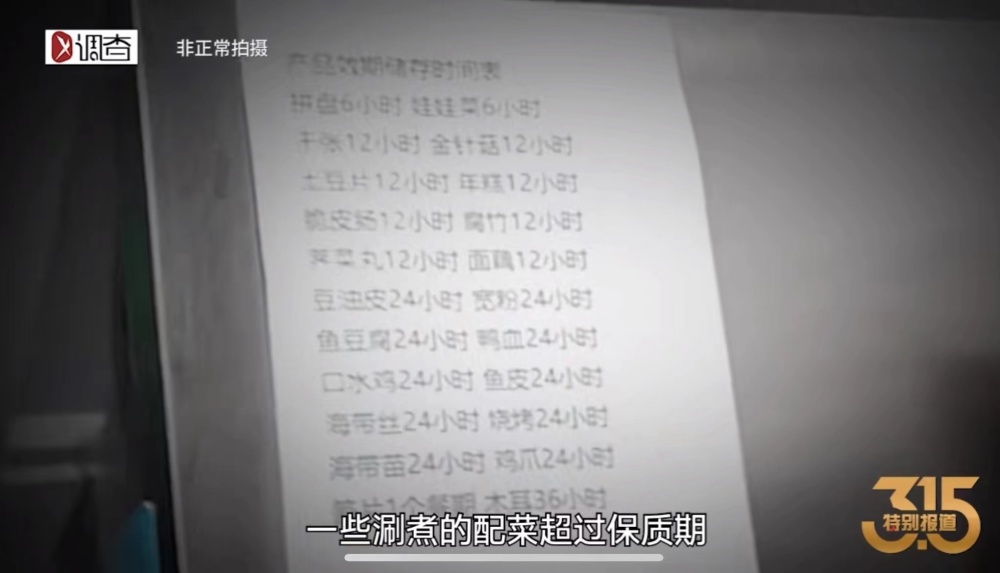 调查
非正常拍摄
产品效期储存时间表
拼盘6小时 娃娃菜6小时
千张12小时 金针菇12小时
土豆片12小时 年糕12小时
脆皮肠12小时 腐竹12小时
荠菜丸12小时 面藕12小时
豆油皮24小时 宽粉24小时
鱼豆腐24小时 鸭血24小时
口水鸡24小时 鱼皮24小时
海带丝24小时 烧烤24小时
海带苗24小时 鸡爪24小时
1个餐期 木耳36小时
一些涮煮的配菜超过保质期
3.15
特别报道